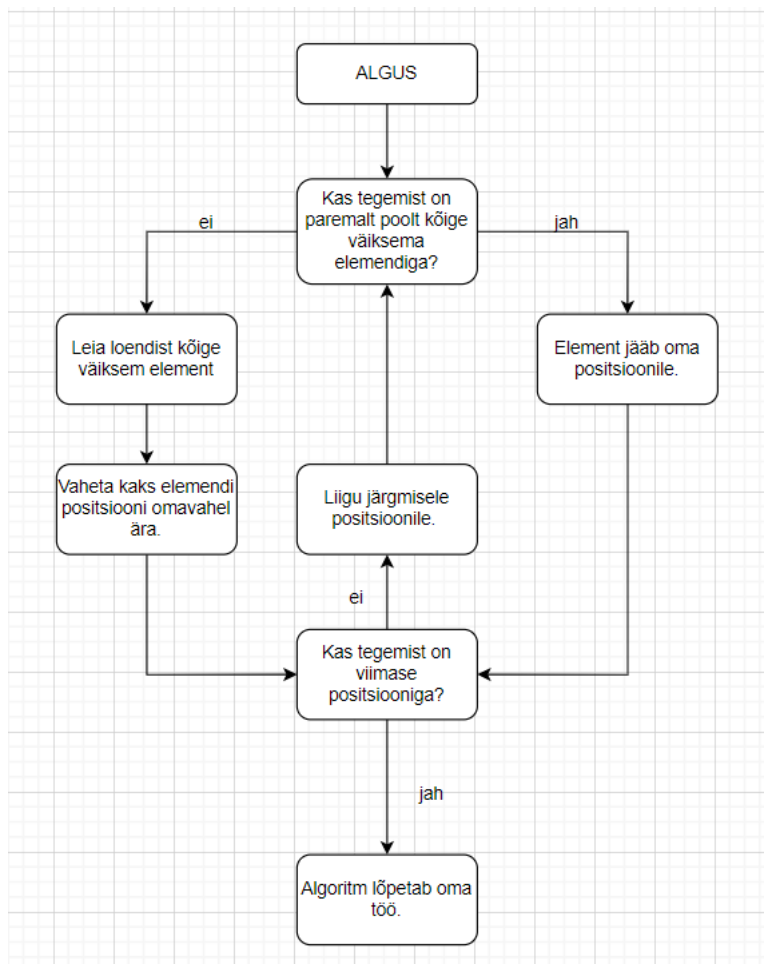 ALGUS
Kas tegemist on
paremalt poolt kõige
väiksema
elemendiga?
ei
jah
Leia loendist kõige
väiksem element
Element jääb oma
positsioonile.
Vaheta kaks elemendi
positsiooni omavahel
ära.
Liigu järgmisele
positsioonile.
ei
Kas tegemist on
viimase
positsiooniga?
jah
Algoritm lõpetab oma
töö.